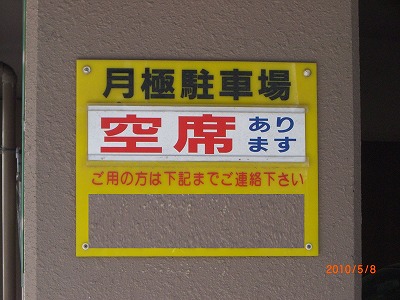 月極駐車場
空席あります
ご用の方は下記までご連絡下さい
2010/5/8